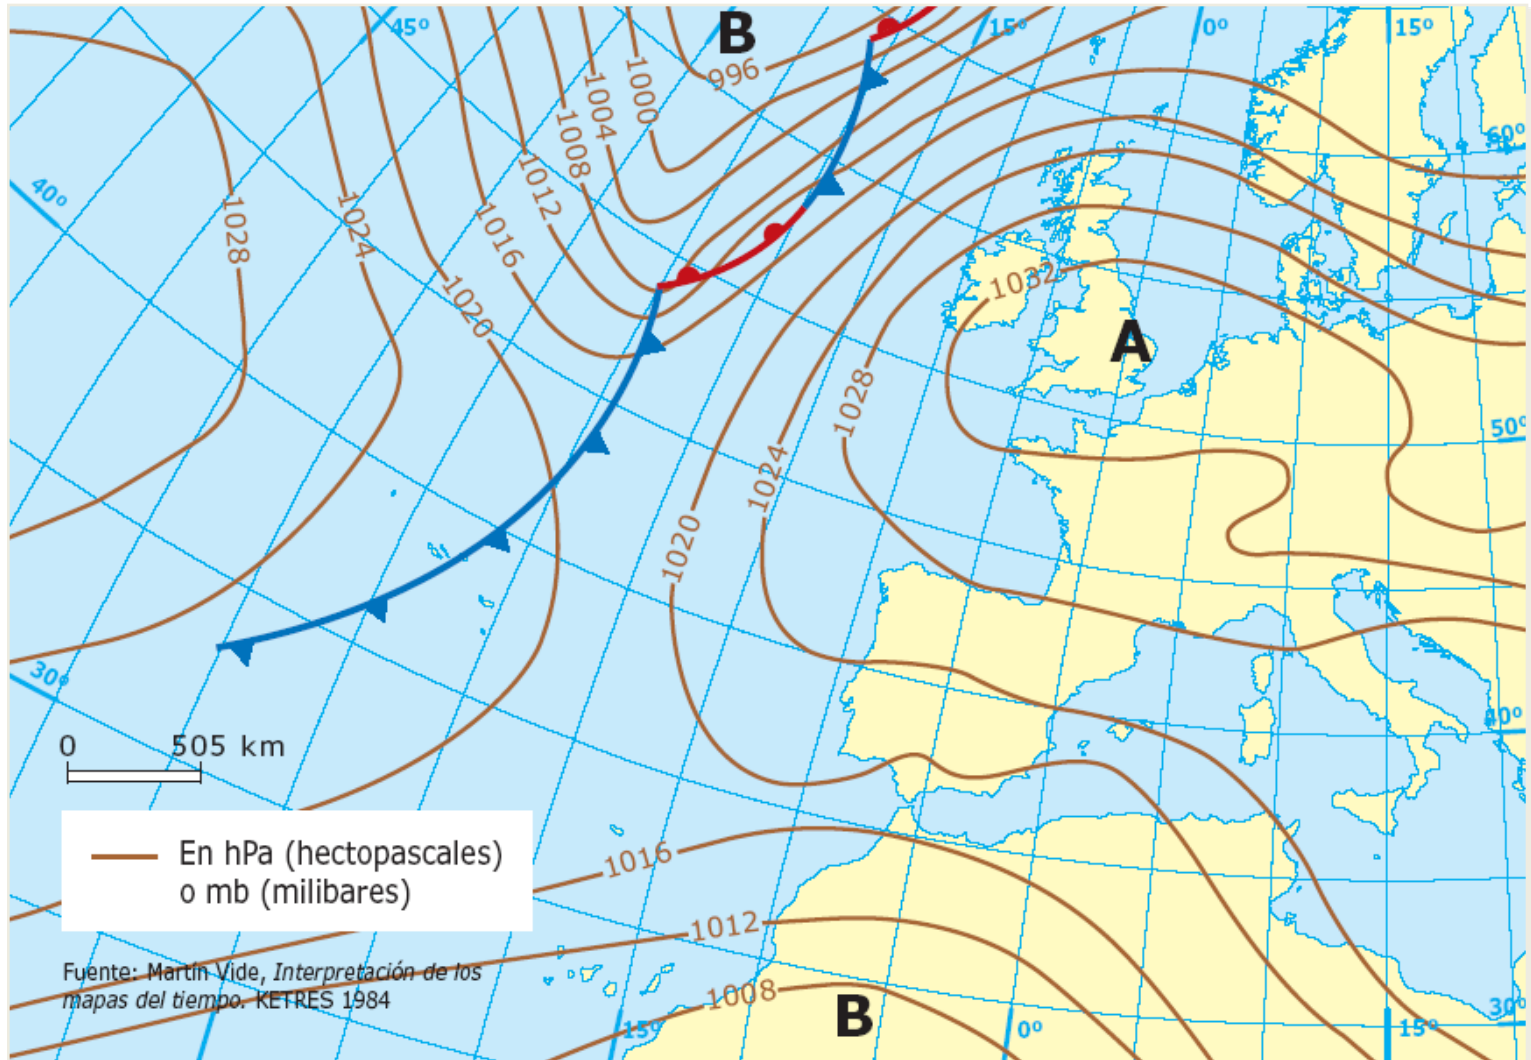 45º
B
15º
0º
15º
996
1000
1004
1008
1012
1016
1020
1024
1028
40º
60º
1032
A
1028
1024
1020
50º
30º
40º
0 505 km
En hPa (hectopascales)
o mb (milibares)
1016
1012
1008
Fuente: Martín Vide, Interpretación de los
mapas del tiempo. KETRES 1984
B
15º
0º
15º
30º